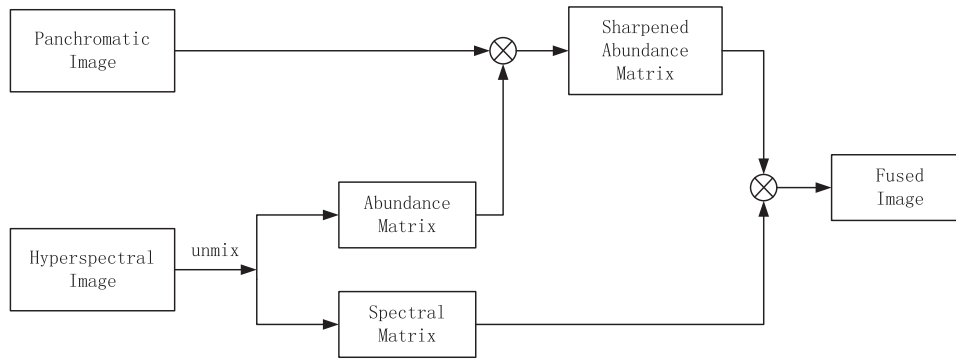 Panchromatic
Image
Sharpened
Abundance
Matrix
Abundance
Matrix
Fused
Image
Hyperspectral
Image
unmix
Spectral
Matrix